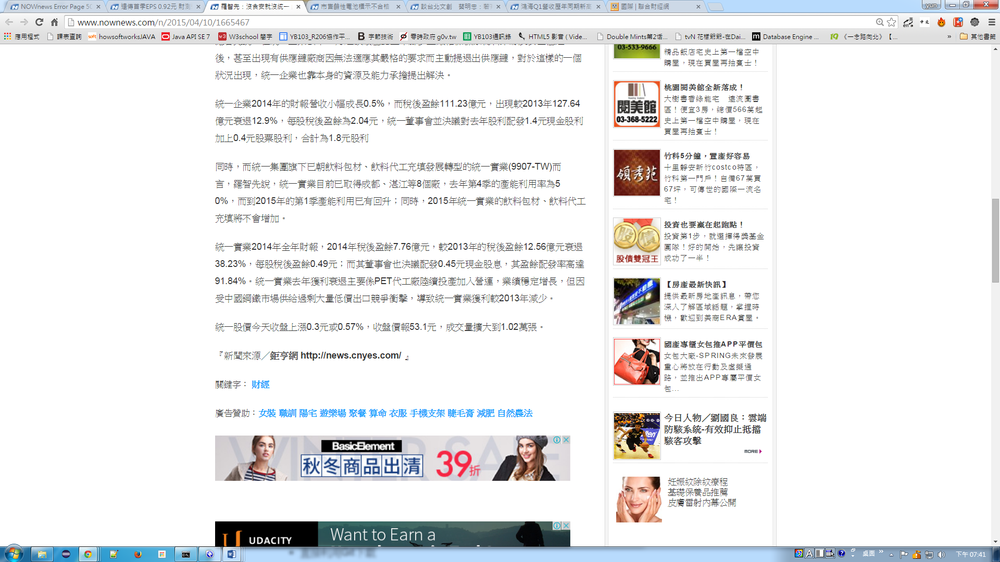 NOWnews Error Page 50
遠傳首季EPS 0.92元 財測
羅智先：沒食安就沒統一
市售鹼性電池標示不合格
談台北文創　蔡明忠：若
鴻海Q1營收歷年同期新高
國際 | 聯合財經網
yun
www.nownews.com/n/2015/04/10/1665467
應用程式
課表查詢
howsoftworksJAVA
Java API SE 7
W3school 簡字
YB103_R206協作平...
字節技術
零時政府 g0v.tw
YB103通訊錄
HTML5 影音 ( Vide...
Double Mints第2话...
tvN 花樣爺爺-在Dai...
Database Engine ...
《一念路向北》【...
»
其他書籤
後，甚至出現有供應鏈廠商因無法適應其嚴格的要求而主動提退出供應鏈，對於這樣的一個
狀況出現，統一企業也靠本身的資源及能力承擔提出解決。
統一企業2014年的財報營收小幅成長0.5%，而稅後盈餘111.23億元，出現較2013年127.64
億元衰退12.9%，每股稅後盈餘為2.04元，統一董事會並決議對去年股利配發1.4元現金股利
加上0.4元股票股利，合計為1.8元股利
同時，而統一集團旗下已朝飲料包材、飲料代工充填發展轉型的統一實業(9907-TW)而
言，羅智先說，統一實業目前已取得成都、湛江等8個廠，去年第4季的產能利用率為5
0%，而到2015年的第1季產能利用已有回升；同時，2015年統一實業的飲料包材、飲料代工
充填將不會增加。
統一實業2014年全年財報，2014年稅後盈餘7.76億元，較2013年的稅後盈餘12.56億元衰退
38.23%，每股稅後盈餘0.49元；而其董事會也決議配發0.45元現金股息，其盈餘配發率高達
91.84%。統一實業去年獲利衰退主要係PET代工廠陸續投產加入營運，業績穩定增長，但因
受中國鋼鐵市場供給過剩大量低價出口競爭衝擊，導致統一實業獲利較2013年減少。
統一股價今天收盤上漲0.3元或0.57%，收盤價報53.1元，成交量擴大到1.02萬張。
『新聞來源／鉅亨網 http://news.cnyes.com/ 』
關鍵字： 財經
廣告贊助：女裝 職訓 陽宅 遊樂場 聚餐 算命 衣服 手機支架 睫毛膏 減肥 自然農法
WINTER SALE
BasicElement
秋冬商品出清
39折
UDACITY
Want to Earn a
03-533-9666
精品飯店宅史上第一檔空中
購屋，現在買屋再抽賓士！
閱美館
03-368-5222
桃園閱美館全新落成！
大樹書香綠能宅　遠流圖書
區！便宜3房，總價566萬起
史上第一檔空中購屋，現在
買屋再抽賓士！
領秀苑
竹科5分鐘，置產好容易
十里靜安新竹costco特區，
竹科第一門戶！自備67萬買
67坪，可傳世的國際一流名
宅！
股 債
股債雙冠王
投資也要贏在起跑點！
投資第1步，就選擇得獎基金
團隊！好的開始，先讓投資
成功了一半！
【房產最新快訊】
提供最新房地產訊息，帶您
深入了解區域話題，掌握時
機，歡迎到美商ERA賞屋。
國產專櫃女包推APP平價包
女包大廠-SPRING未來發展
重心將放在行動及虛擬通
路，並推出APP專屬平價女
包...
今日人物／劉國良：雲端
防駭系統-有效抑止抵擋
駭客攻擊
MORE
妊娠紋除紋療程
基礎保養品推薦
皮膚雷射內幕公開
桌面
下午 07:41